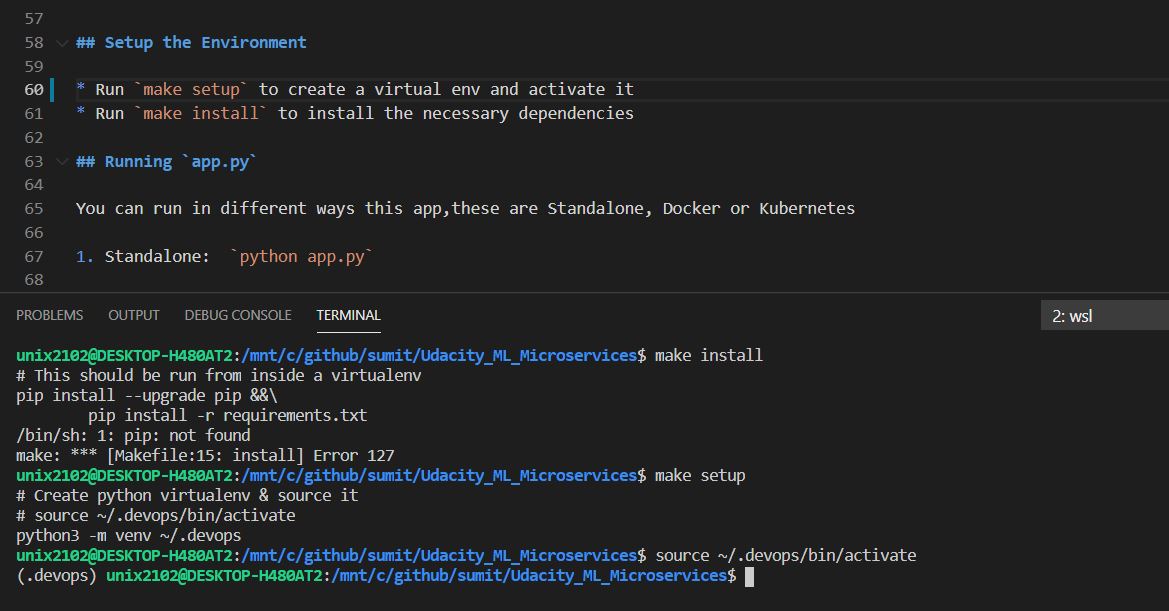 57
58 ## Setup the Environment
59
60 * Run `make setup` to create a virtual env and activate it
61 * Run `make install` to install the necessary dependencies
62
63 ## Running `app.py`
64
65 You can run in different ways this app,these are Standalone, Docker or Kubernetes
66
67 1. Standalone:  `python app.py`
68
PROBLEMS OUTPUT DEBUG CONSOLE TERMINAL 2: wsl
unix2102@DESKTOP-H480AT2:/mnt/c/github/sumit/Udacity_ML_Microservices$ make install
# This should be run from inside a virtualenv
pip install --upgrade pip &&\
        pip install -r requirements.txt
/bin/sh: 1: pip: not found
make: *** [Makefile:15: install] Error 127
unix2102@DESKTOP-H480AT2:/mnt/c/github/sumit/Udacity_ML_Microservices$ make setup
# Create python virtualenv & source it
# source ~/.devops/bin/activate
python3 -m venv ~/.devops
unix2102@DESKTOP-H480AT2:/mnt/c/github/sumit/Udacity_ML_Microservices$ source ~/.devops/bin/activate
(.devops) unix2102@DESKTOP-H480AT2:/mnt/c/github/sumit/Udacity_ML_Microservices$